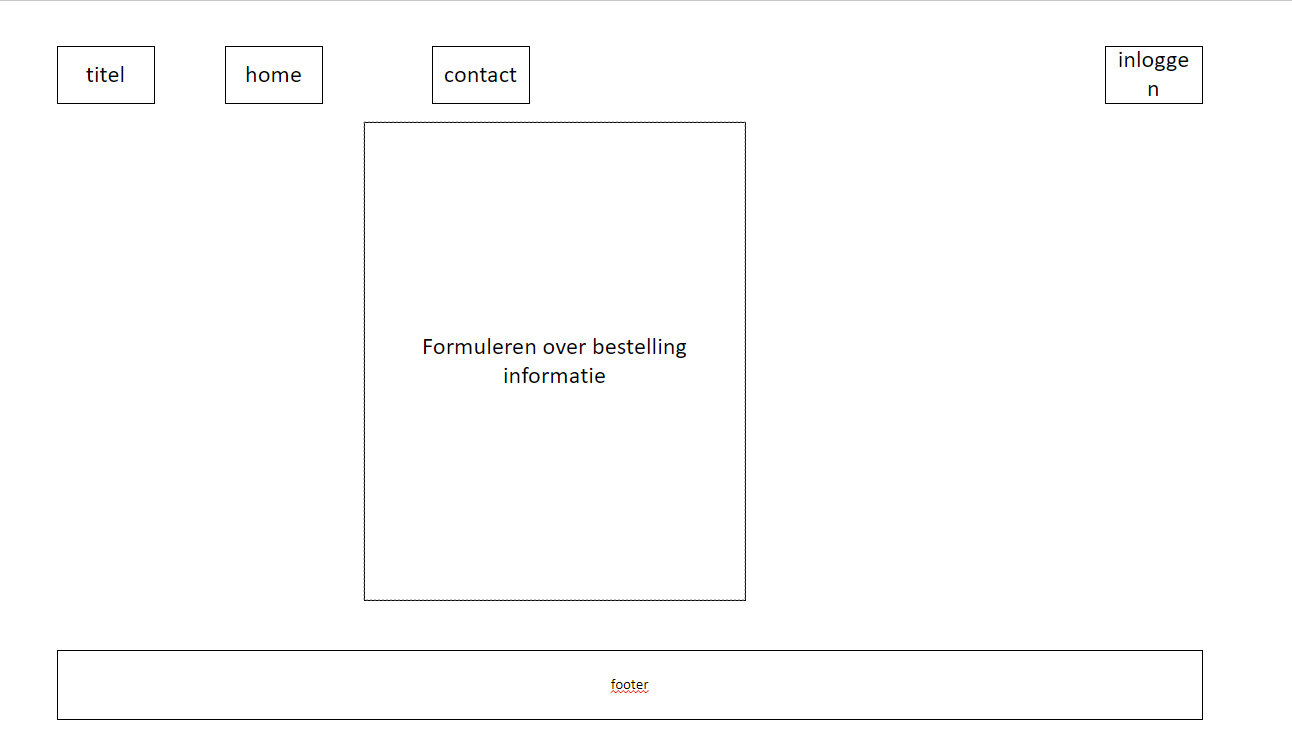 titel
home
contact
inlogge
n
Formuleren over bestelling
informatie
footer